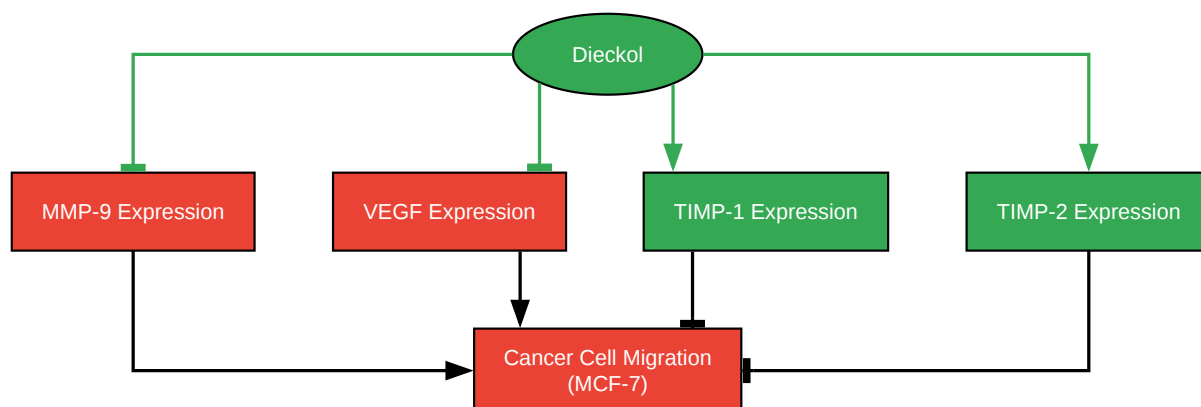 Dieckol
MMP-9 Expression
VEGF Expression
TIMP-1 Expression
TIMP-2 Expression
Cancer Cell Migration
(MCF-7)